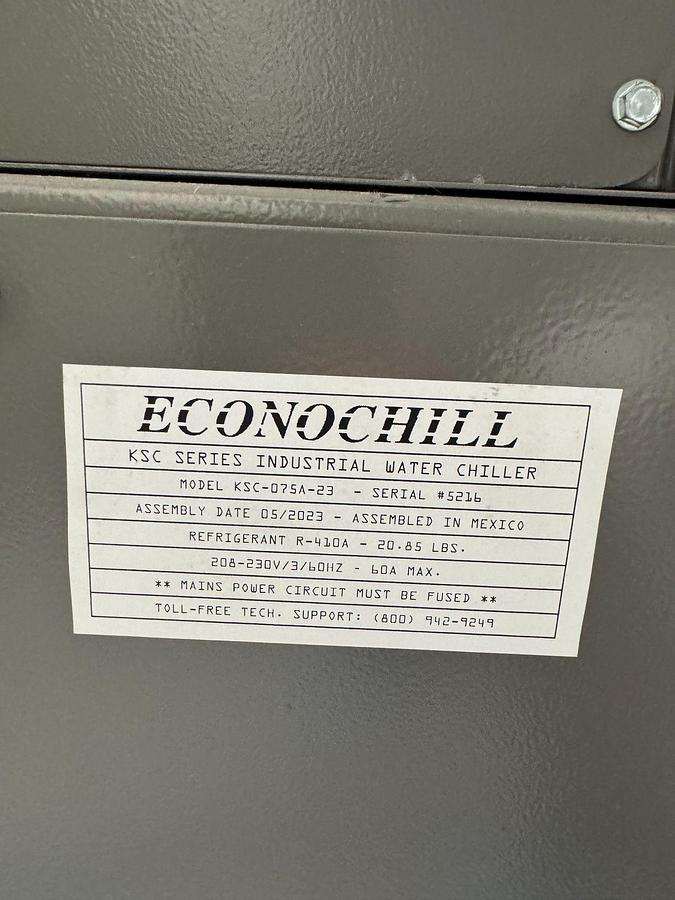 ECONOCHILL
KSC SERIES INDUSTRIAL WATER CHILLER
MODEL KSC-075A-23 - SERIAL #5216
ASSEMBLY DATE 05/2023 - ASSEMBLED IN MEXICO
REFRIGERANT R-410A - 20.85 LBS.
208-230V/3/60HZ - 60A MAX.
** MAINS POWER CIRCUIT MUST BE FUSED **
TOLL-FREE TECH. SUPPORT: (800) 942-9249